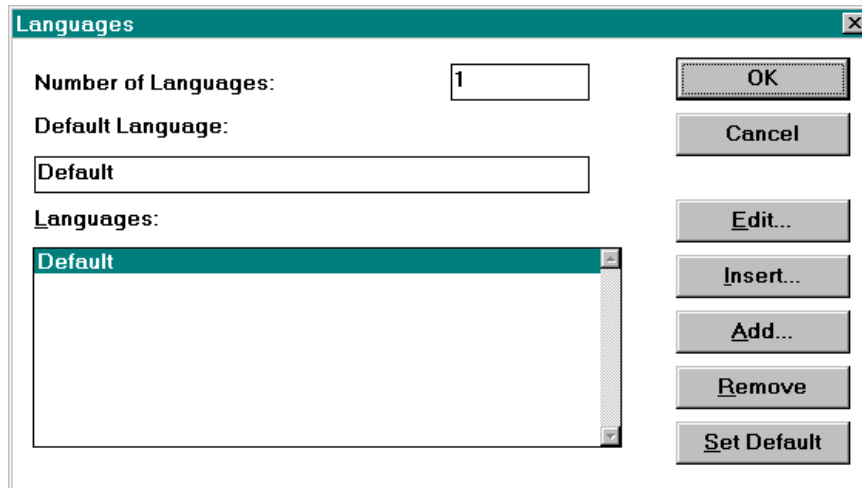 Languages
Number of Languages:
1
OK
Default Language:
Cancel
Default
Languages:
Edit...
Default
Insert...
Add...
Remove
Set Default